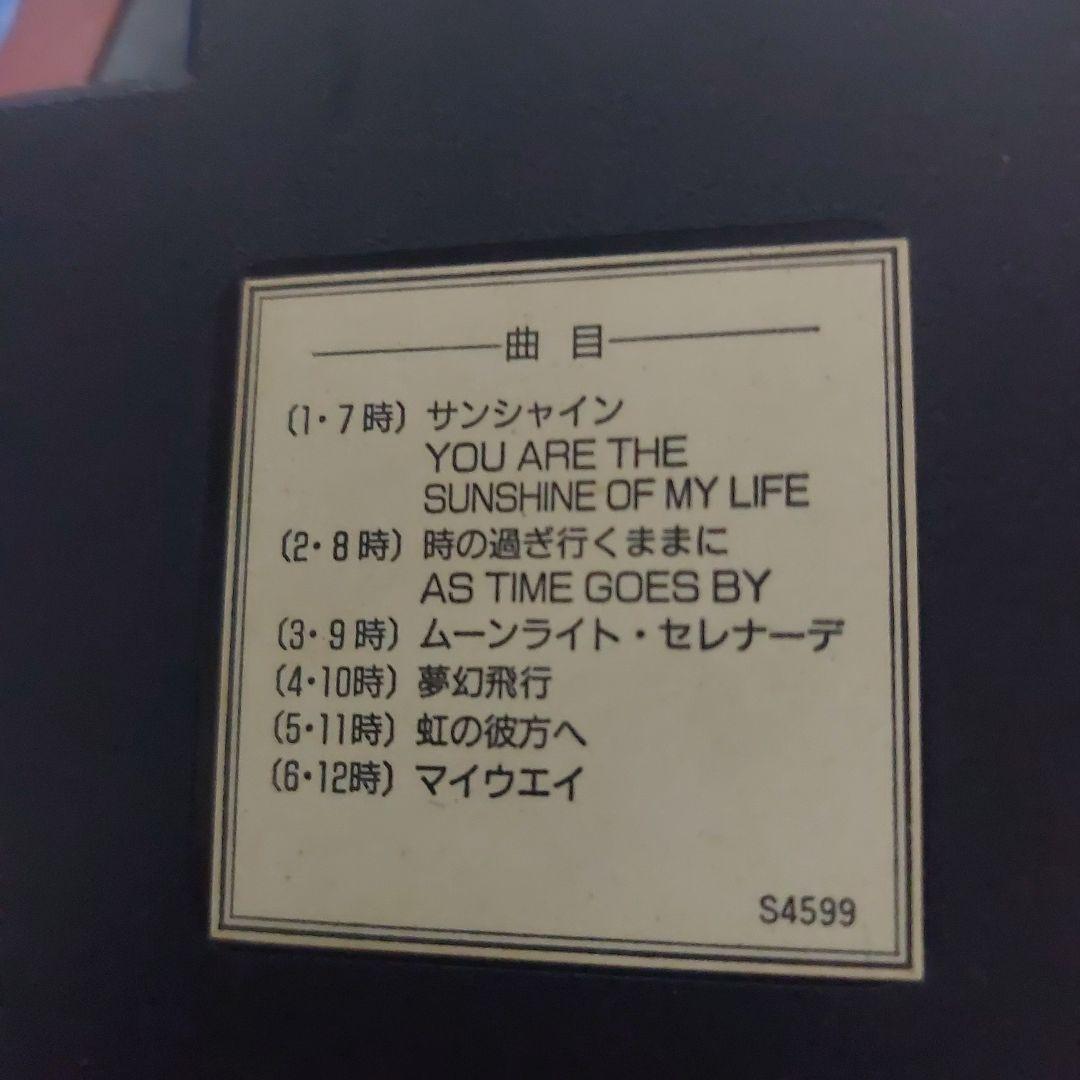 曲 目
(1・7時) サンシャイン
YOU ARE THE
SUNSHINE OF MY LIFE
(2・8時) 時の過ぎ行くままに
AS TIME GOES BY
(3・9時) ムーンライト・セレナーデ
(4・10時) 夢幻飛行
(5・11時) 虹の彼方へ
(6・12時) マイウエイ
S4599